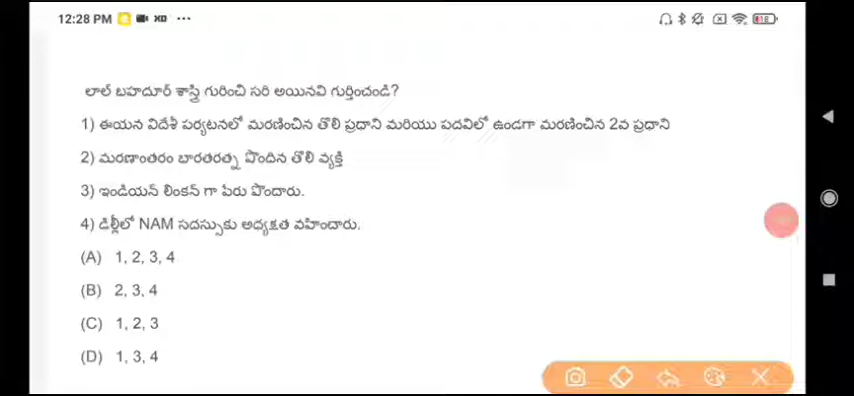 12:28 PM XD ...
18
లాల్ బహదూర్ శాస్త్రి గురించి సరి అయినవి గుర్తించండి?
1) ఈయన విదేశీ పర్యటనలో మరణించిన తొలి ప్రధాని మరియు పదవిలో ఉండగా మరణించిన 2వ ప్రధాని
2) మరణాంతరం భారతరత్న పొందిన తొలి వ్యక్తి
3) ఇండియన్ లింకన్ గా పేరు పొందారు.
4) డిల్లీలో NAM సదస్సుకు అధ్యక్షత వహించారు.
(A) 1, 2, 3, 4
(B) 2, 3, 4
(C) 1, 2, 3
(D) 1, 3, 4